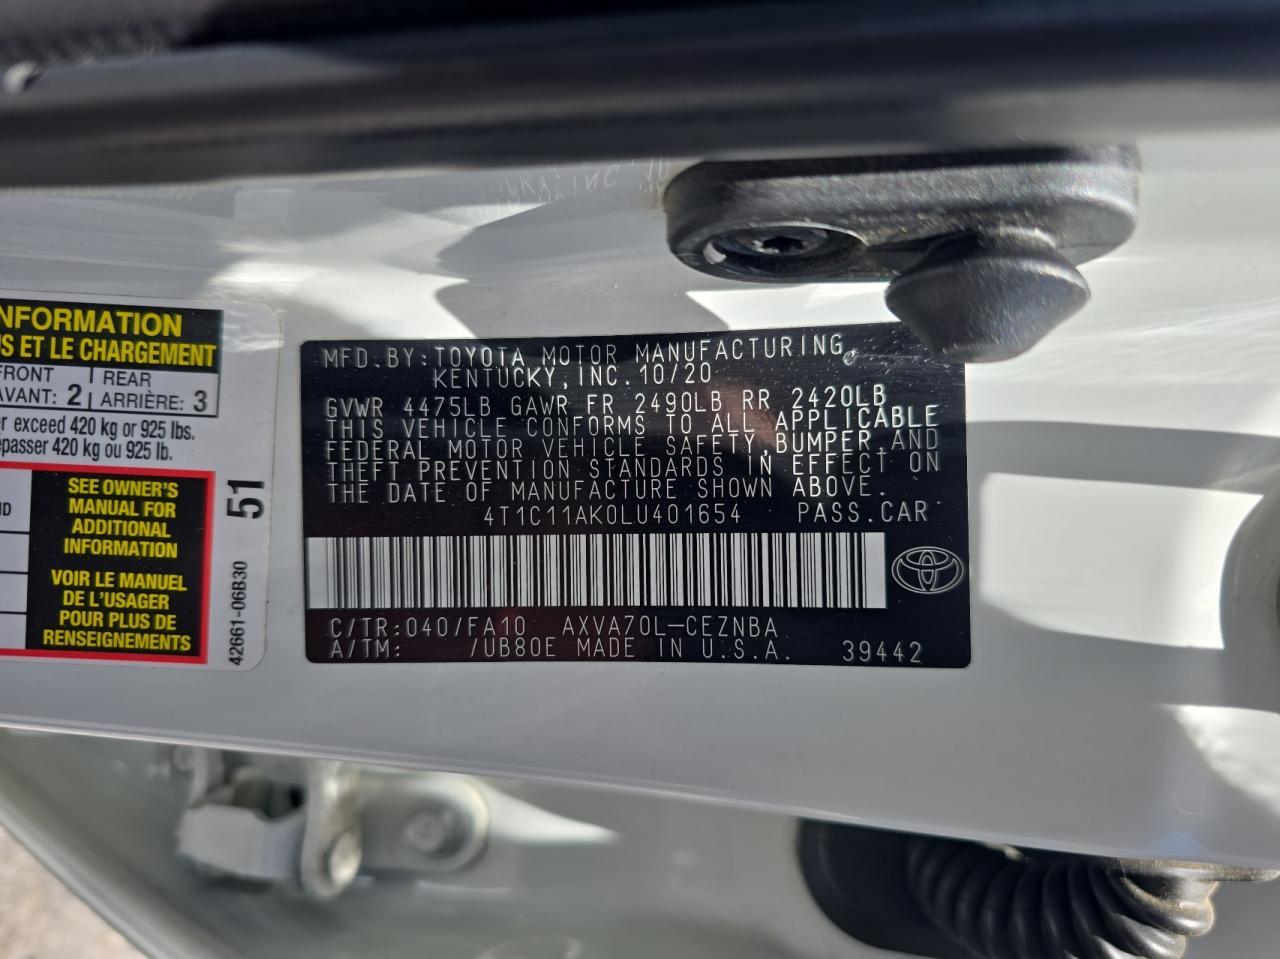 INFORMATION
US ET LE CHARGEMENT
FRONT REAR
AVANT: 2 ARRIÈRE: 3
exceed 420 kg or 925 lbs.
420 kg ou 925 lb.
SEE OWNER'S
MANUAL FOR
ADDITIONAL
INFORMATION
VOIR LE MANUEL
DE L'USAGER
POUR PLUS DE
RENSEIGNEMENTS
51
42661-06B30
MFD.BY:TOYOTA MOTOR MANUFACTURING,
KENTUCKY,INC.10/20
GVWR 4475LB GAWR FR 2490LB RR 2420LB
THIS VEHICLE CONFORMS TO ALL APPLICABLE
FEDERAL MOTOR VEHICLE SAFETY,BUMPER,AND
THEFT PREVENTION STANDARDS IN EFFECT ON
THE DATE OF MANUFACTURE SHOWN ABOVE.
4T1C11AK0LU401654 PASS.CAR
C/TR:040/FA10 AXVA70L-CEZNBA
A/TM: /UB80E MADE IN U.S.A. 39442